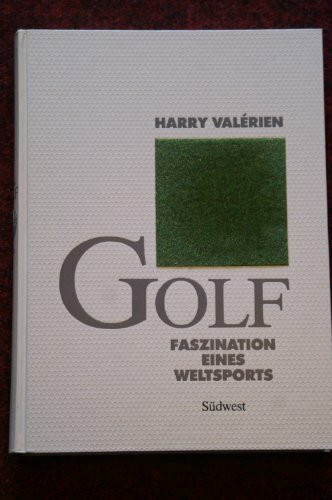 HARRY VALÉRIEN
GOLF
FASZINATION
EINES
WELTSPORTS
Südwest